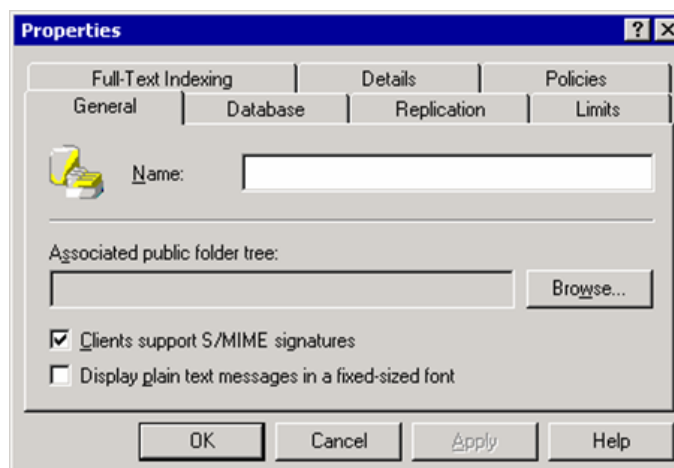 Properties
Full-Text Indexing Details Policies
General Database Replication Limits
Name:
Associated public folder tree:
Browse...
Clients support S/MIME signatures
Display plain text messages in a fixed-sized font
OK Cancel Apply Help